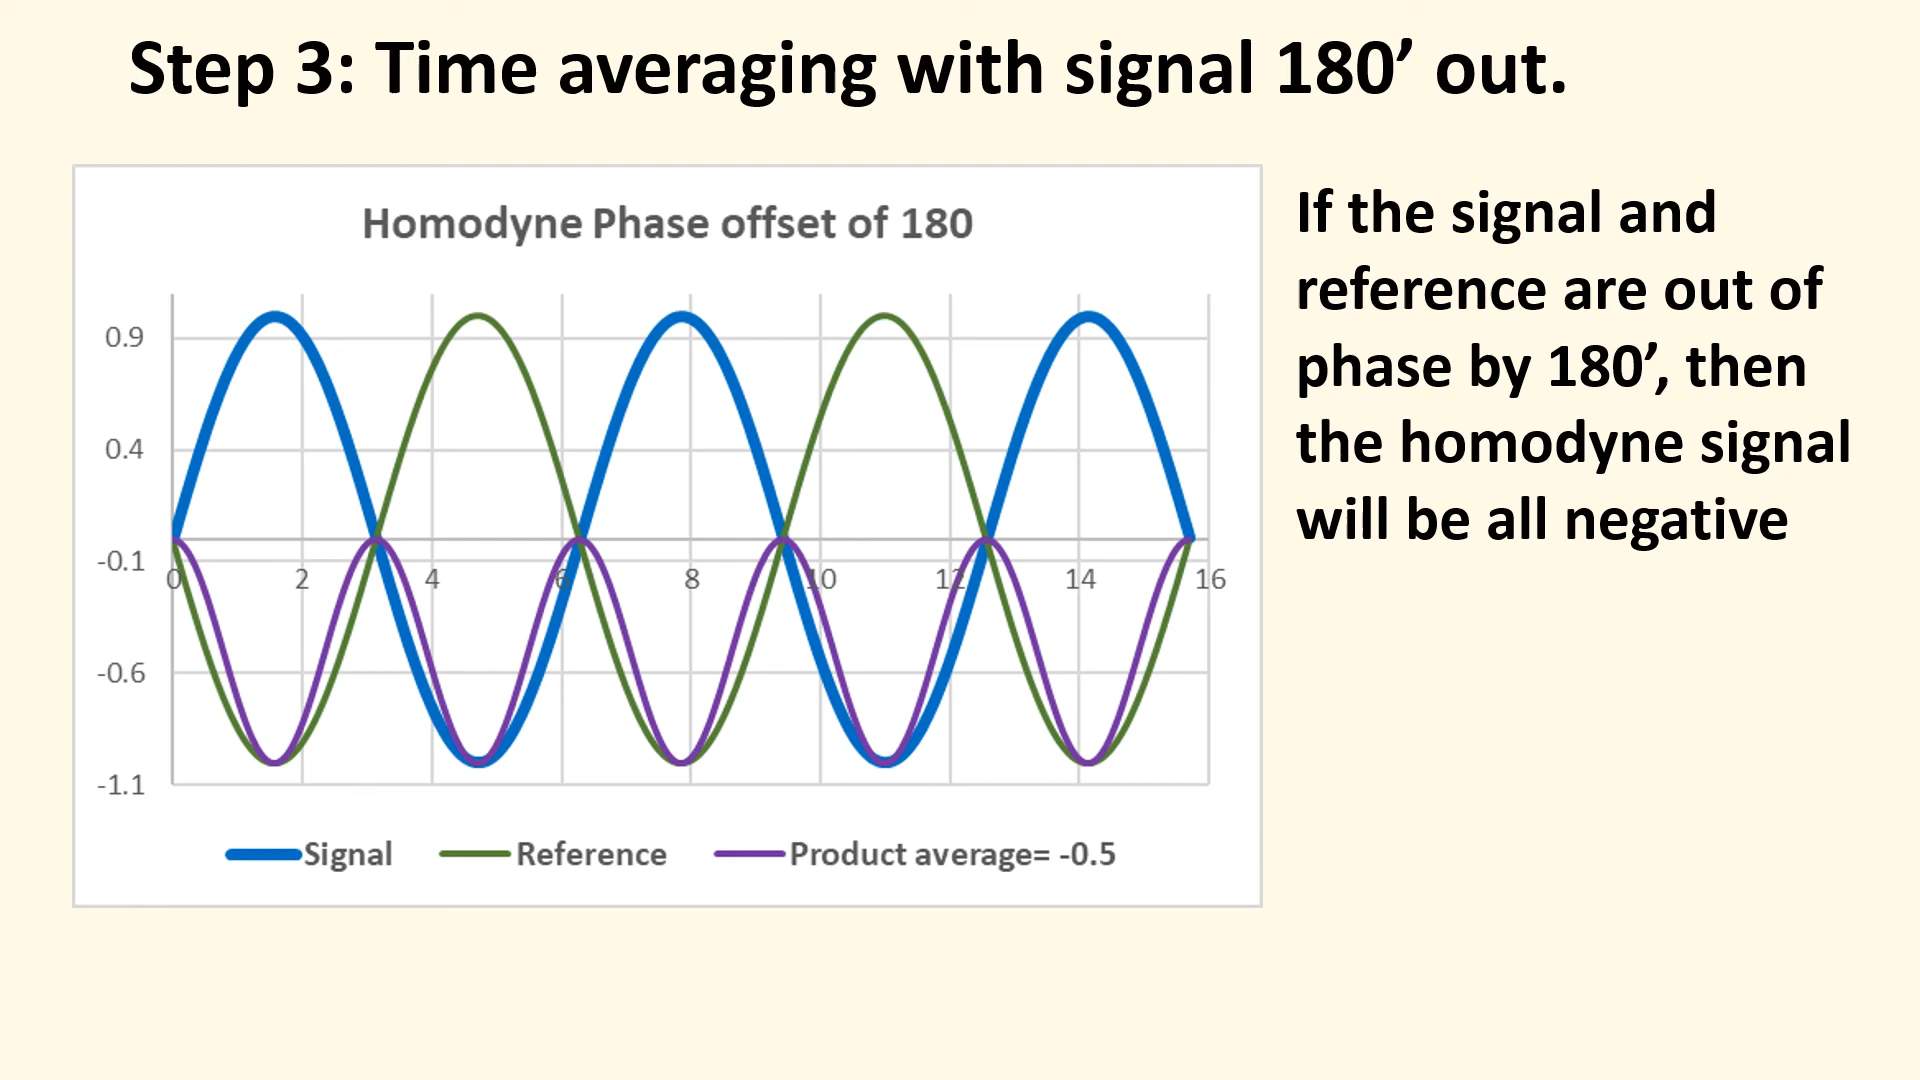 Step 3: Time averaging with signal 180’ out.
Homodyne Phase offset of 180
0.9
0.4
-0.1
-0.6
-1.1
0 2 4 6 8 10 12 14 16
Signal Reference Product average= -0.5
If the signal and
reference are out of
phase by 180’, then
the homodyne signal
will be all negative